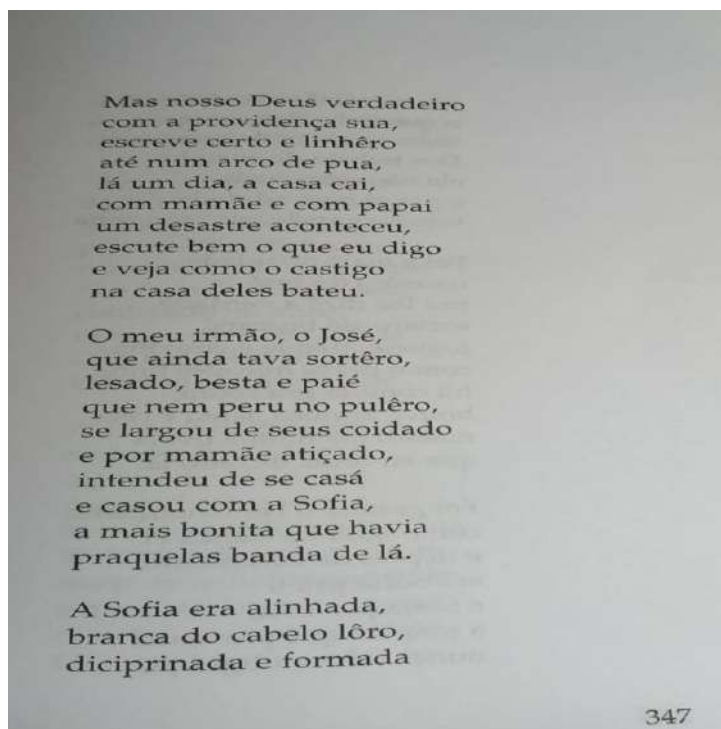 Mas nosso Deus verdadeiro
com a providença sua,
escreve certo e linhêro
até num arco de pua,
lá um dia, a casa cai,
com mamãe e com papai
um desastre aconteceu,
escute bem o que eu digo
e veja como o castigo
na casa deles bateu.
O meu irmão, o José,
que ainda tava sortêro,
lesado, besta e paié
que nem peru no pulêro,
se largou de seus coidado
e por mamãe atiçado,
intendeu de se casá
e casou com a Sofia,
a mais bonita que havia
praquelas banda de lá.
A Sofia era alinhada,
branca do cabelo lôro,
diciprinada e formada
347